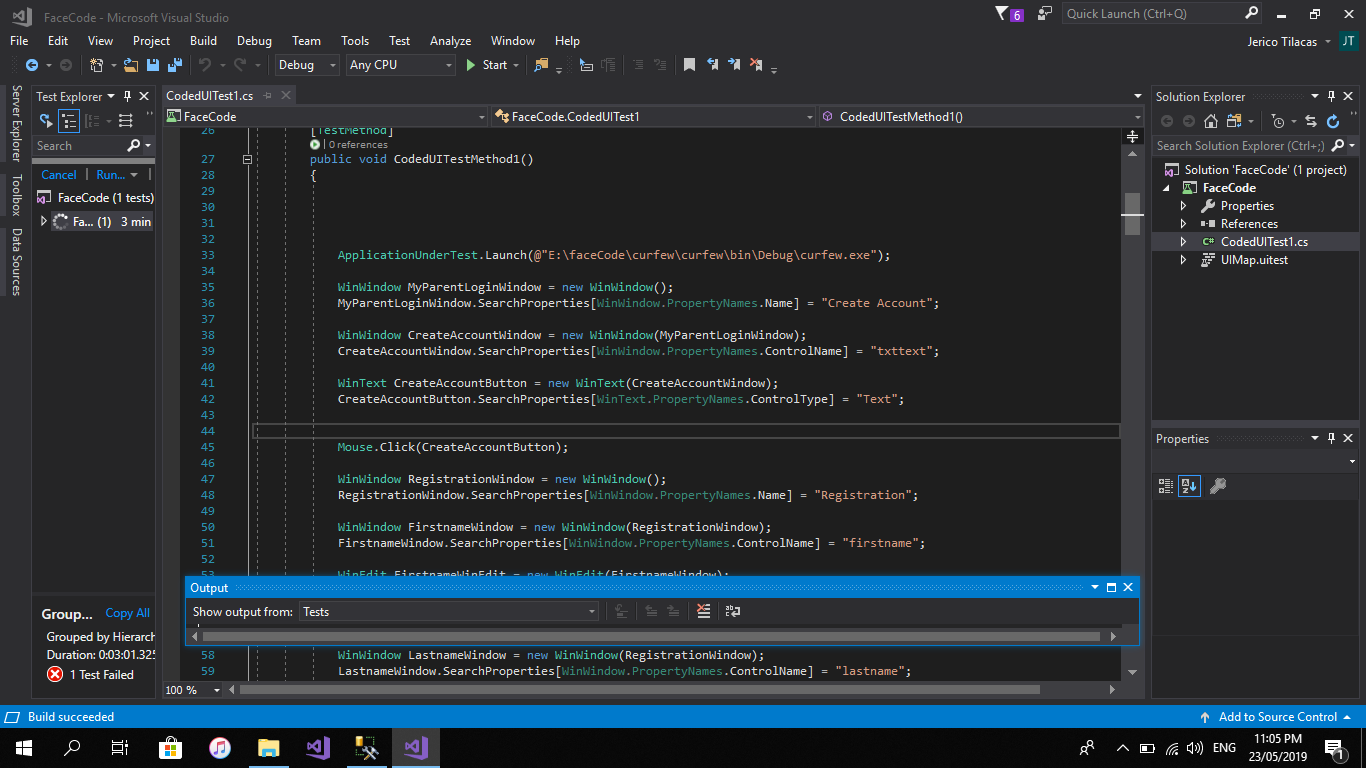 FaceCode - Microsoft Visual Studio
6
Quick Launch (Ctrl+Q)
File Edit View Project Build Debug Team Tools Test Analyze Window Help
Jerico Tilacas
JT
Debug
Any CPU
Start
Server Explorer
Toolbox
Data Sources
Test Explorer
Search
Cancel
Run...
FaceCode (1 tests)
Fa... (1) 3 min
Group... Copy All
Grouped by Hierarch
Duration: 0:03:01.325
1 Test Failed
CodedUITest1.cs
FaceCode
FaceCode.CodedUITest1
CodedUITestMethod1()
26 [TestMethod]
0 references
27 public void CodedUITestMethod1()
28 {
29
30
31
32
33 ApplicationUnderTest.Launch(@"E:\faceCode\curfew\curfew\bin\Debug\curfew.exe");
34
35 WinWindow MyParentLoginWindow = new WinWindow();
36 MyParentLoginWindow.SearchProperties[WinWindow.PropertyNames.Name] = "Create Account";
37
38 WinWindow CreateAccountWindow = new WinWindow(MyParentLoginWindow);
39 CreateAccountWindow.SearchProperties[WinWindow.PropertyNames.ControlName] = "txttext";
40
41 WinText CreateAccountButton = new WinText(CreateAccountWindow);
42 CreateAccountButton.SearchProperties[WinText.PropertyNames.ControlType] = "Text";
43
44
45 Mouse.Click(CreateAccountButton);
46
47 WinWindow RegistrationWindow = new WinWindow();
48 RegistrationWindow.SearchProperties[WinWindow.PropertyNames.Name] = "Registration";
49
50 WinWindow FirstnameWindow = new WinWindow(RegistrationWindow);
51 FirstnameWindow.SearchProperties[WinWindow.PropertyNames.ControlName] = "firstname";
52
53 WinEdit FirstnameWinEdit = new WinEdit(FirstnameWindow);
Output
Show output from: Tests
58 WinWindow LastnameWindow = new WinWindow(RegistrationWindow);
59 LastnameWindow.SearchProperties[WinWindow.PropertyNames.ControlName] = "lastname";
100 %
Solution Explorer
Search Solution Explorer (Ctrl+;)
Solution 'FaceCode' (1 project)
FaceCode
Properties
References
C# CodedUITest1.cs
UIMap.uitest
Properties
Build succeeded
Add to Source Control
ENG
11:05 PM
23/05/2019
1